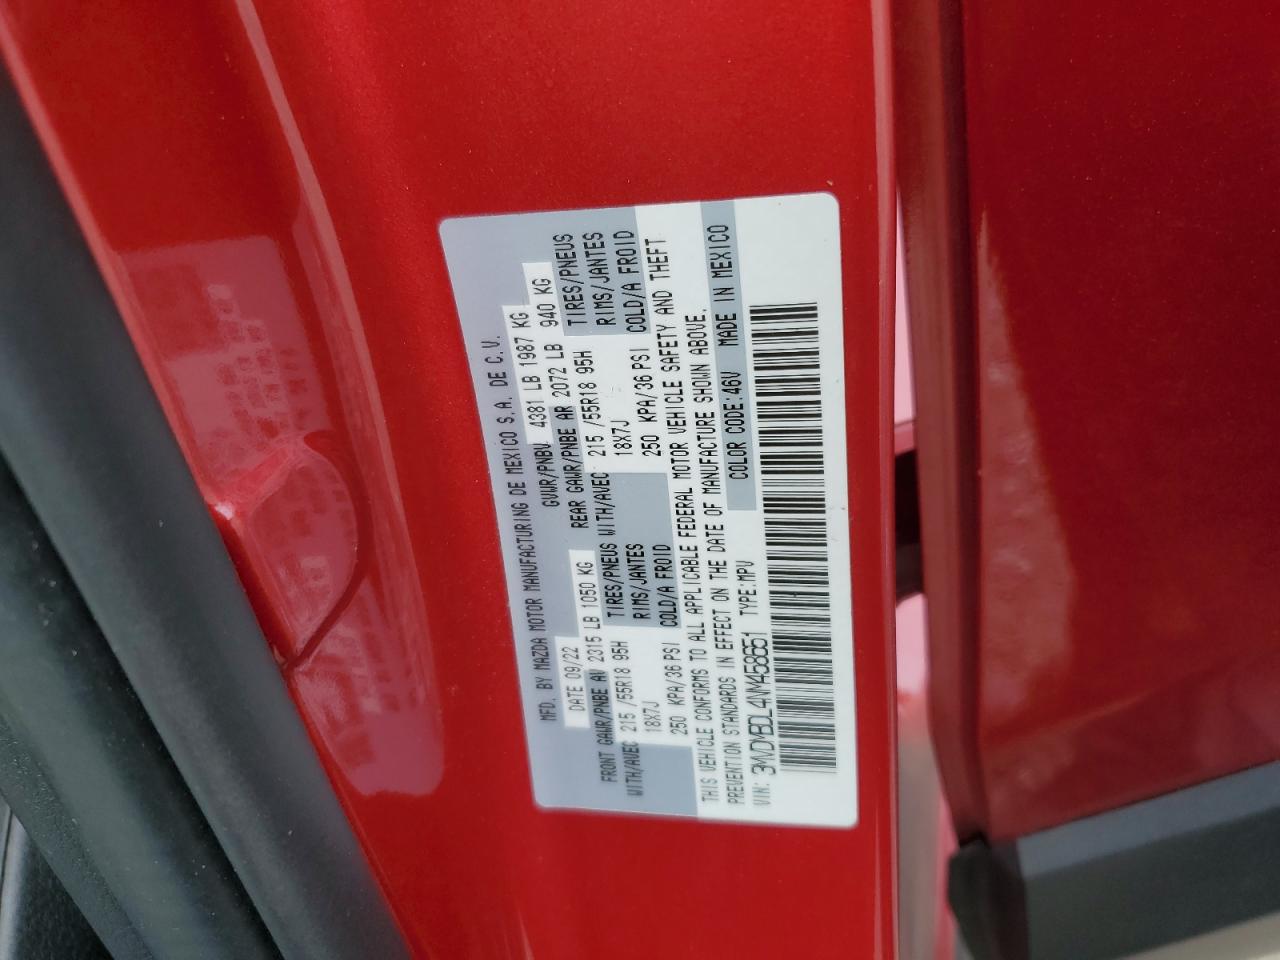 MFD. BY MAZDA MOTOR MANUFACTURING DE MEXICO S.A. DE C.V.
DATE 09/22 GVWR/PNBV 4381 LB 1987 KG
FRONT GAWR/PNBE AV 2315 LB 1050 KG REAR GAWR/PNBE AR 2072 LB 940 KG
WITH/AVEC 215 /55R18 95H TIRES/PNEUS WITH/AVEC 215 /55R18 95H TIRES/PNEUS
18X7J RIMS/JANTES 18X7J RIMS/JANTES
250 KPA/36 PSI COLD/A FROID 250 KPA/36 PSI COLD/A FROID
THIS VEHICLE CONFORMS TO ALL APPLICABLE FEDERAL MOTOR VEHICLE SAFETY AND THEFT
PREVENTION STANDARDS IN EFFECT ON THE DATE OF MANUFACTURE SHOWN ABOVE.
VIN: 3MVDMBDL4NM458651 TYPE:MPV COLOR CODE:46V MADE IN MEXICO